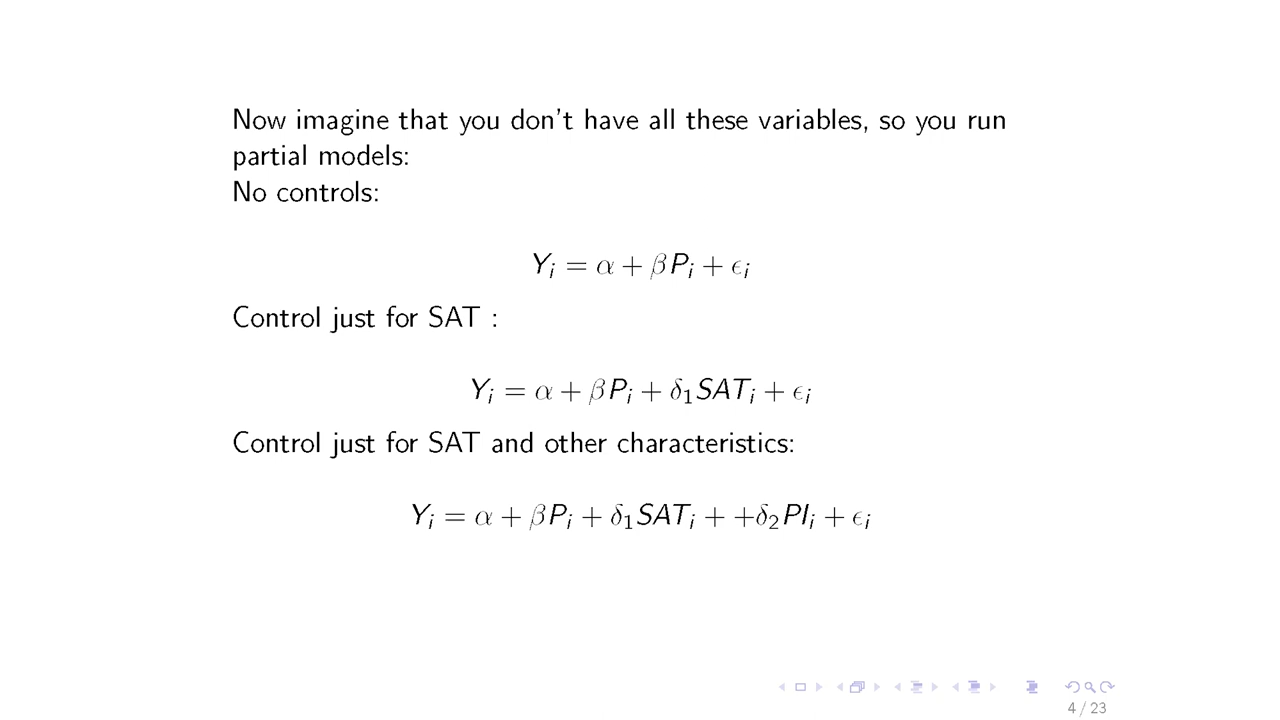 Now imagine that you don't have all these variables, so you run
partial models:
No controls:
Yᵢ = α + βPᵢ + ϵᵢ
Control just for SAT :
Yᵢ = α + βPᵢ + δ₁SATᵢ + ϵᵢ
Control just for SAT and other characteristics:
Yᵢ = α + βPᵢ + δ₁SATᵢ + +δ₂PIᵢ + ϵᵢ
4 / 23